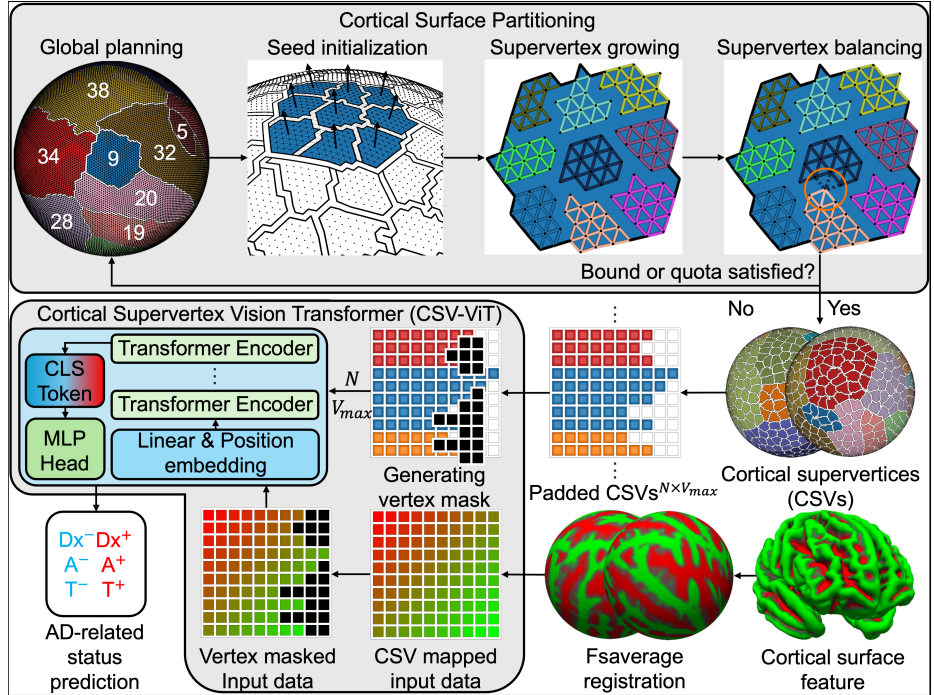 Cortical Surface Partitioning
Global planning
Seed initialization
Supervertex growing
Supervertex balancing
38
5
34
9
32
20
28
19
Bound or quota satisfied?
No
Yes
Cortical Supervertex Vision Transformer (CSV-ViT)
Transformer Encoder
CLS
Token
⋮
Transformer Encoder
MLP
Head
Linear & Position
embedding
N
V_max
Generating
vertex mask
⋮
⋮
Padded CSVs^{N×V_max}
Cortical supervertices
(CSVs)
Dx⁻ Dx⁺
A⁻ A⁺
T⁻ T⁺
AD-related
status
prediction
Vertex masked
Input data
CSV mapped
input data
Fsaverage
registration
Cortical surface
feature